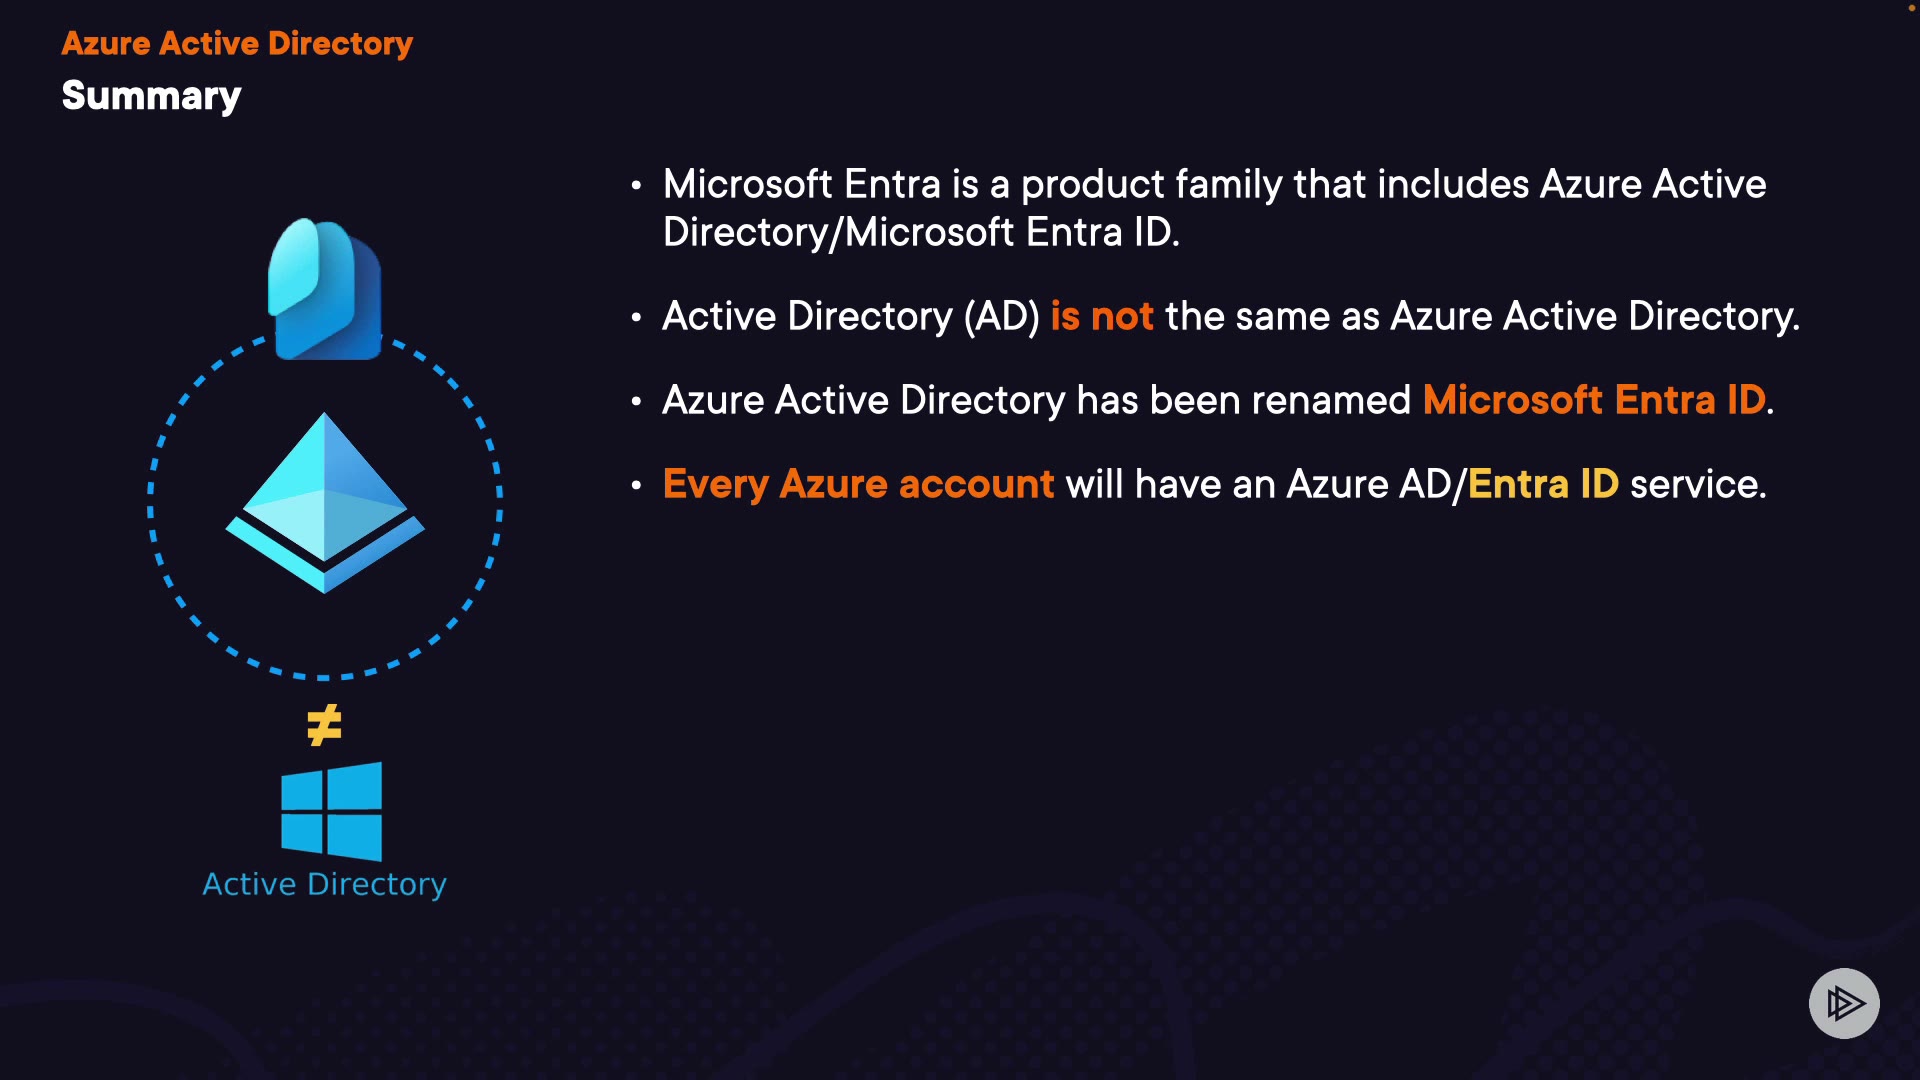 Azure Active Directory
Summary
• Microsoft Entra is a product family that includes Azure Active
Directory/Microsoft Entra ID.
• Active Directory (AD) is not the same as Azure Active Directory.
• Azure Active Directory has been renamed Microsoft Entra ID.
• Every Azure account will have an Azure AD/Entra ID service.
≠
Active Directory